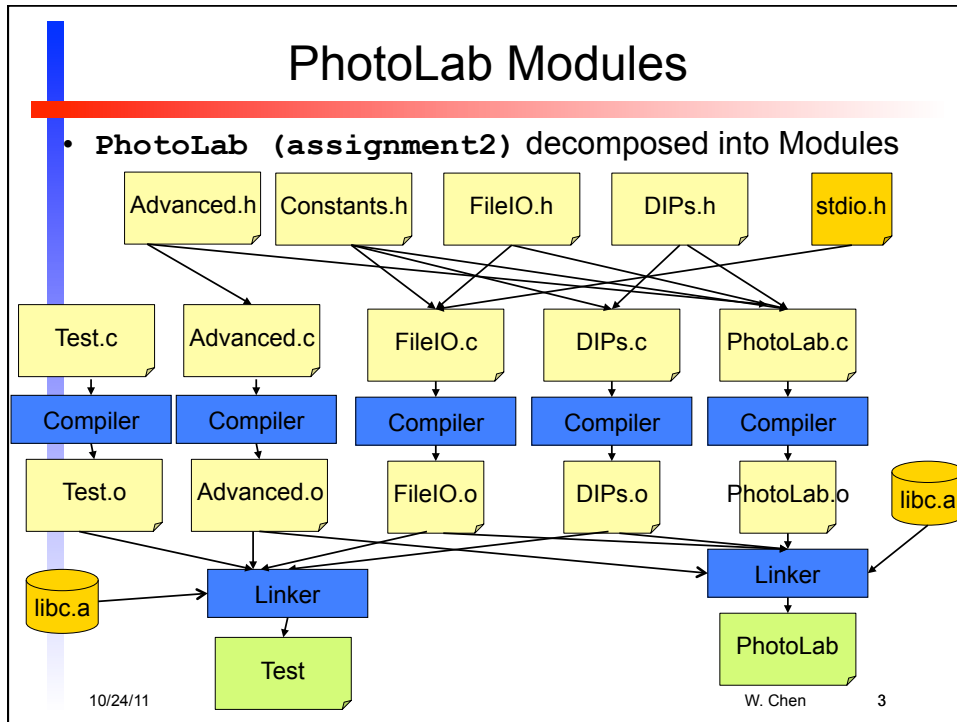 PhotoLab Modules
• PhotoLab (assignment2) decomposed into Modules
Advanced.h Constants.h FileIO.h DIPs.h stdio.h
Test.c Advanced.c FileIO.c DIPs.c PhotoLab.c
Compiler Compiler Compiler Compiler Compiler
Test.o Advanced.o FileIO.o DIPs.o PhotoLab.o libc.a
libc.a Linker Linker
Test PhotoLab
10/24/11 W. Chen 3